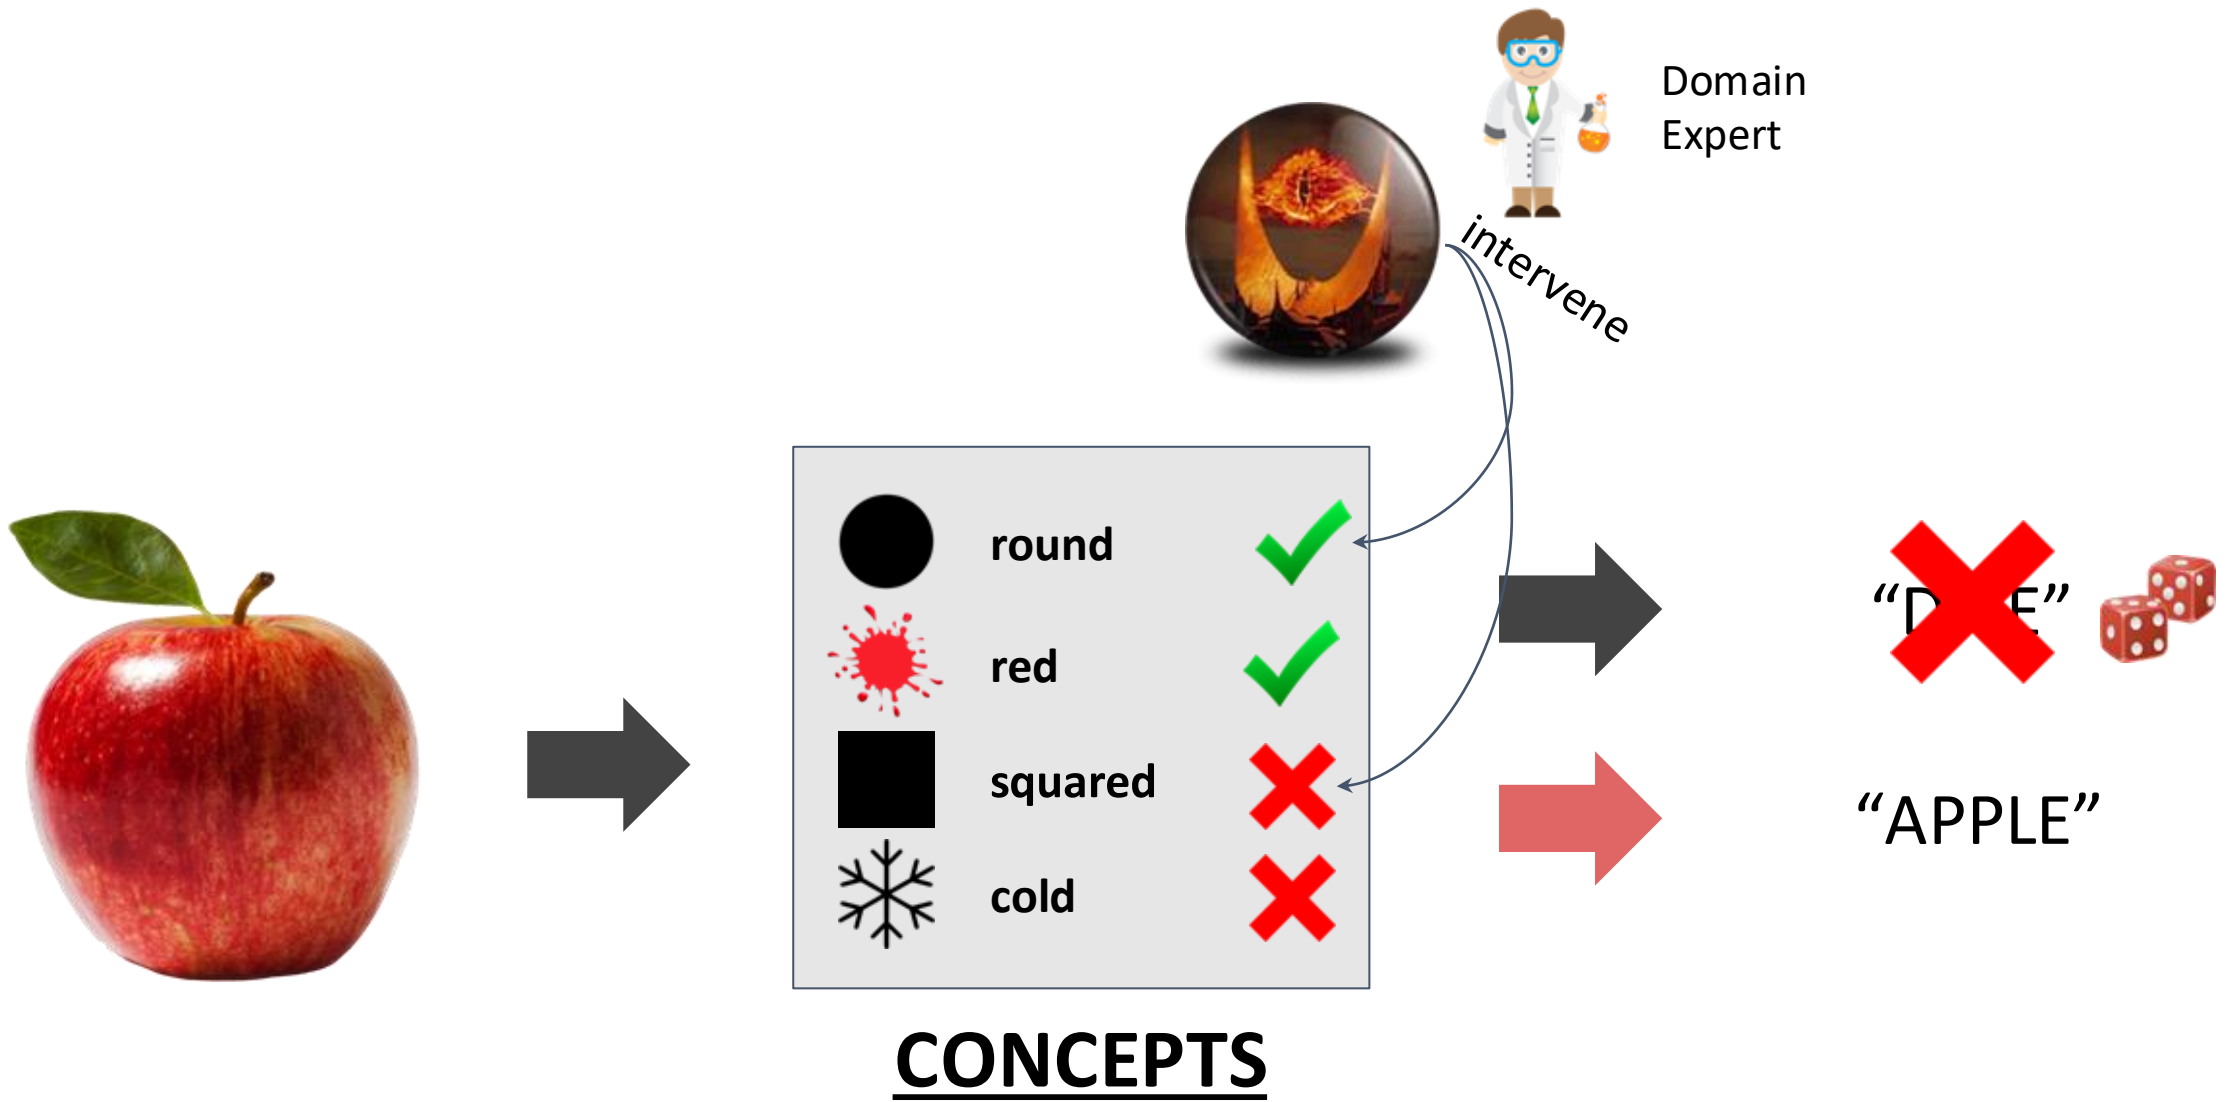 Domain
Expert
intervene
round
red
squared
cold
“APPLE”
CONCEPTS